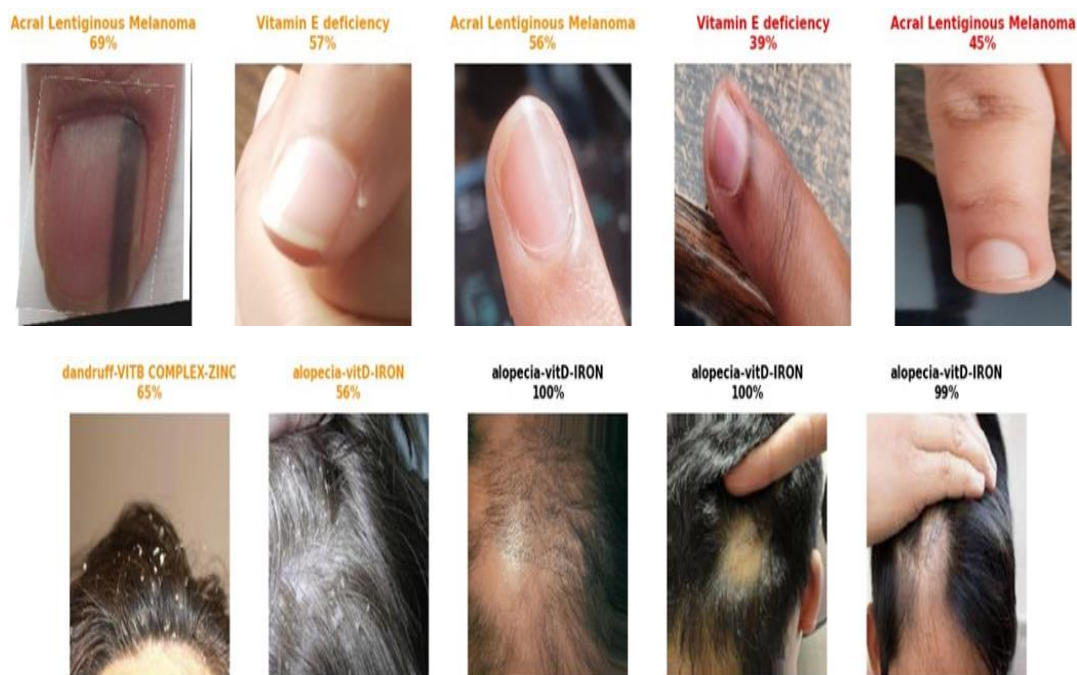 Acral Lentiginous Melanoma
69%
Vitamin E deficiency
57%
Acral Lentiginous Melanoma
56%
Vitamin E deficiency
39%
Acral Lentiginous Melanoma
45%
dandruff-VITB COMPLEX-ZINC
65%
alopecia-vitD-IRON
56%
alopecia-vitD-IRON
100%
alopecia-vitD-IRON
100%
alopecia-vitD-IRON
99%